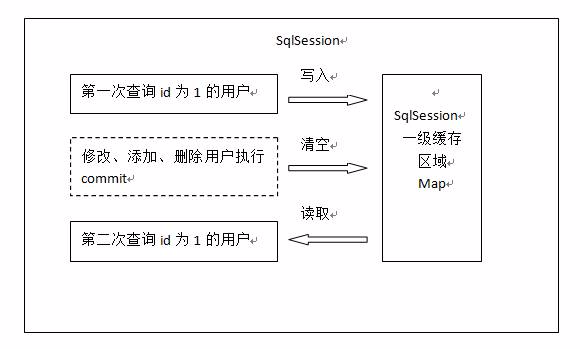 SqlSession
第一次查询 id 为 1 的用户
写入
修改、添加、删除用户执行
commit
清空
第二次查询 id 为 1 的用户
读取
SqlSession
一级缓存
区域
Map